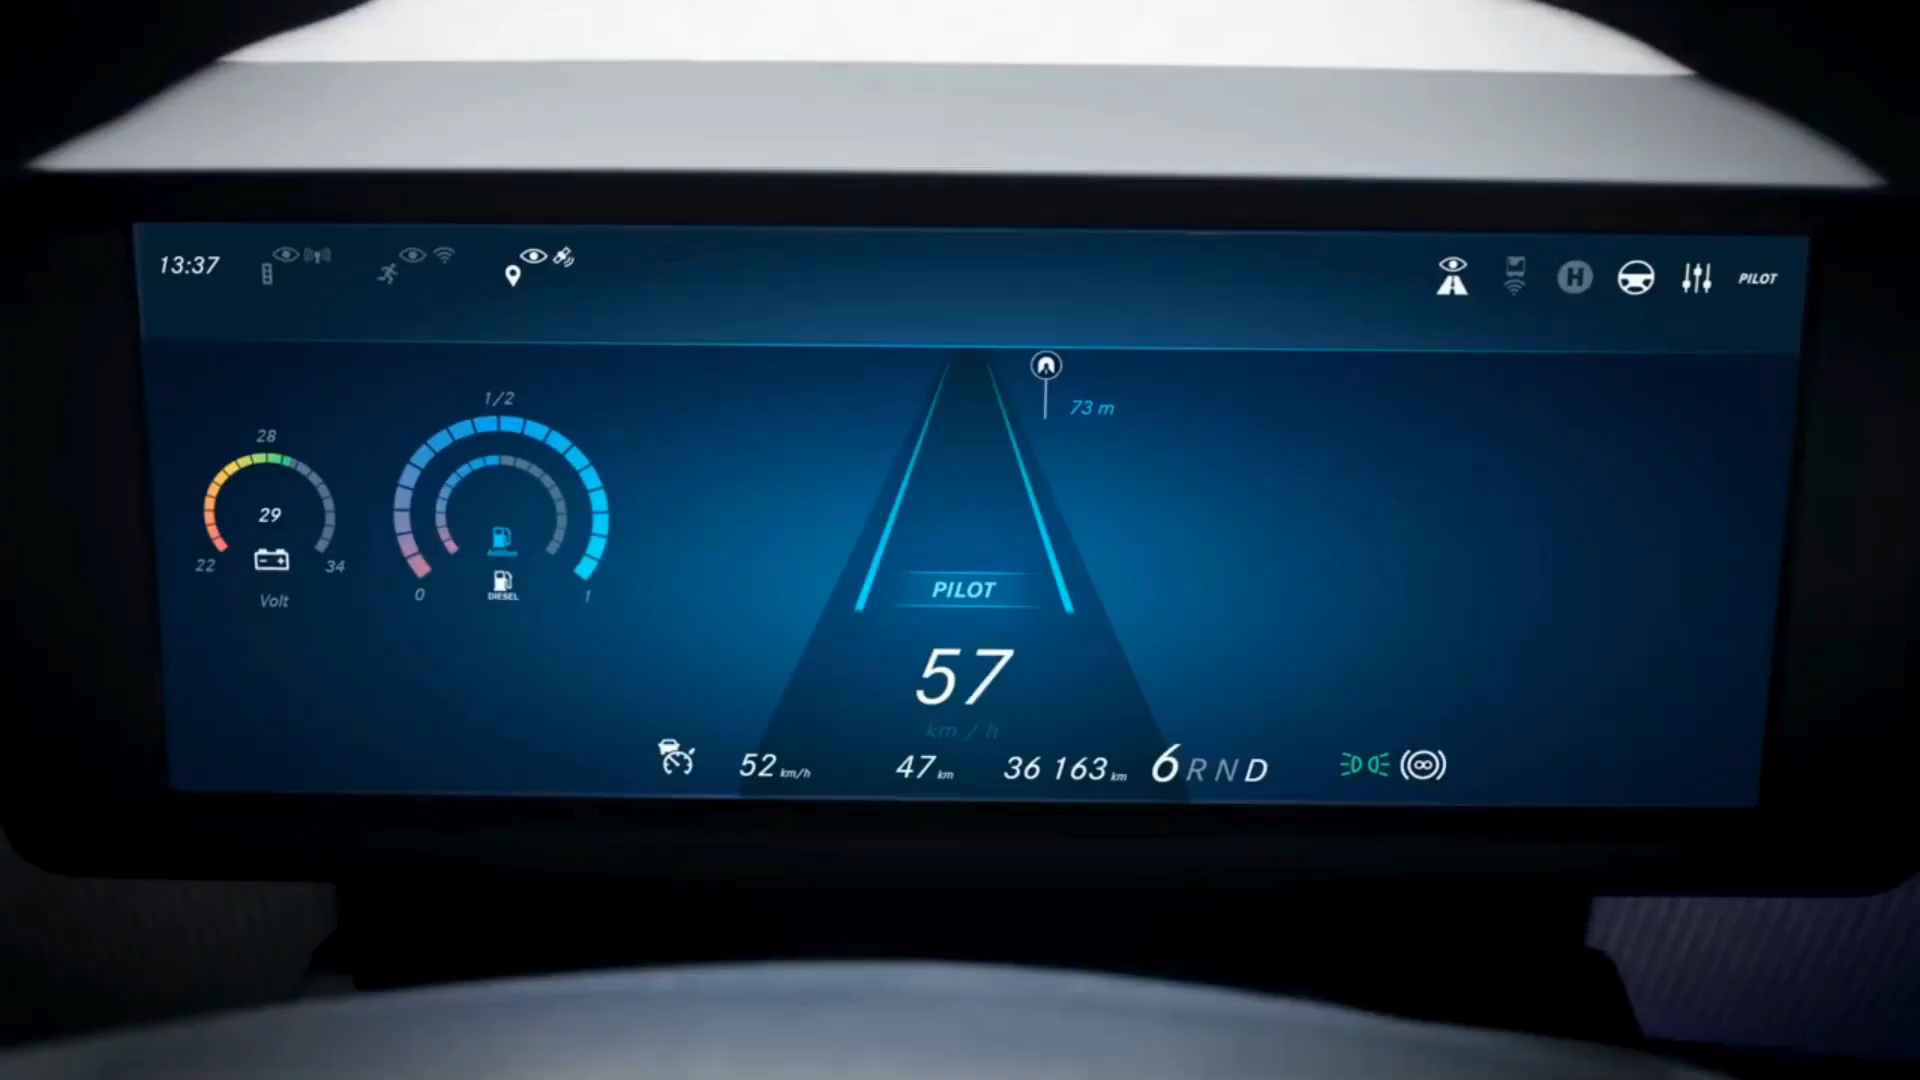 13:37
PILOT
73 m
1/2
28
29
22
34
Volt
0
1
DIESEL
PILOT
57
km / h
52 km/h
47 km
36 163 km
6 R N D
H